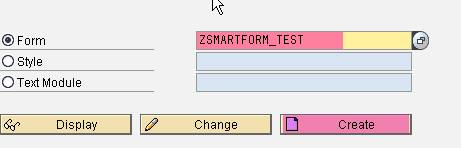 Form ZSMARTFORM_TEST
Style
Text Module
Display Change Create